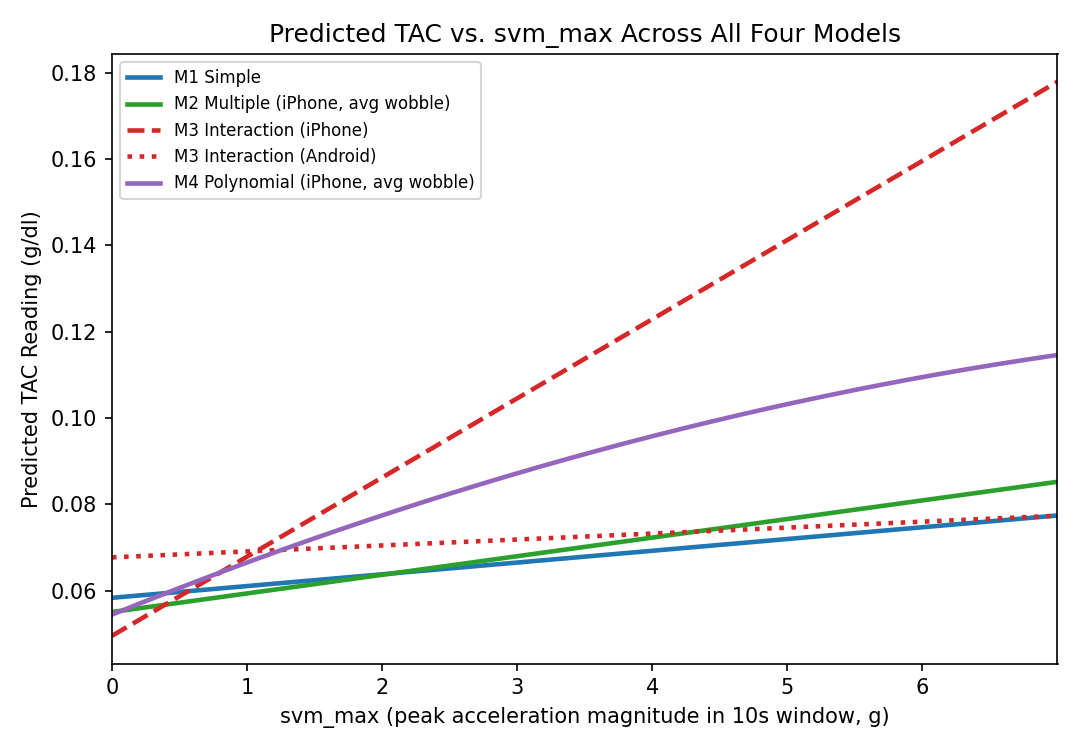 Predicted TAC vs. svm_max Across All Four Models
M1 Simple
M2 Multiple (iPhone, avg wobble)
M3 Interaction (iPhone)
M3 Interaction (Android)
M4 Polynomial (iPhone, avg wobble)
Predicted TAC Reading (g/dl)
0.18
0.16
0.14
0.12
0.10
0.08
0.06
0 1 2 3 4 5 6
svm_max (peak acceleration magnitude in 10s window, g)